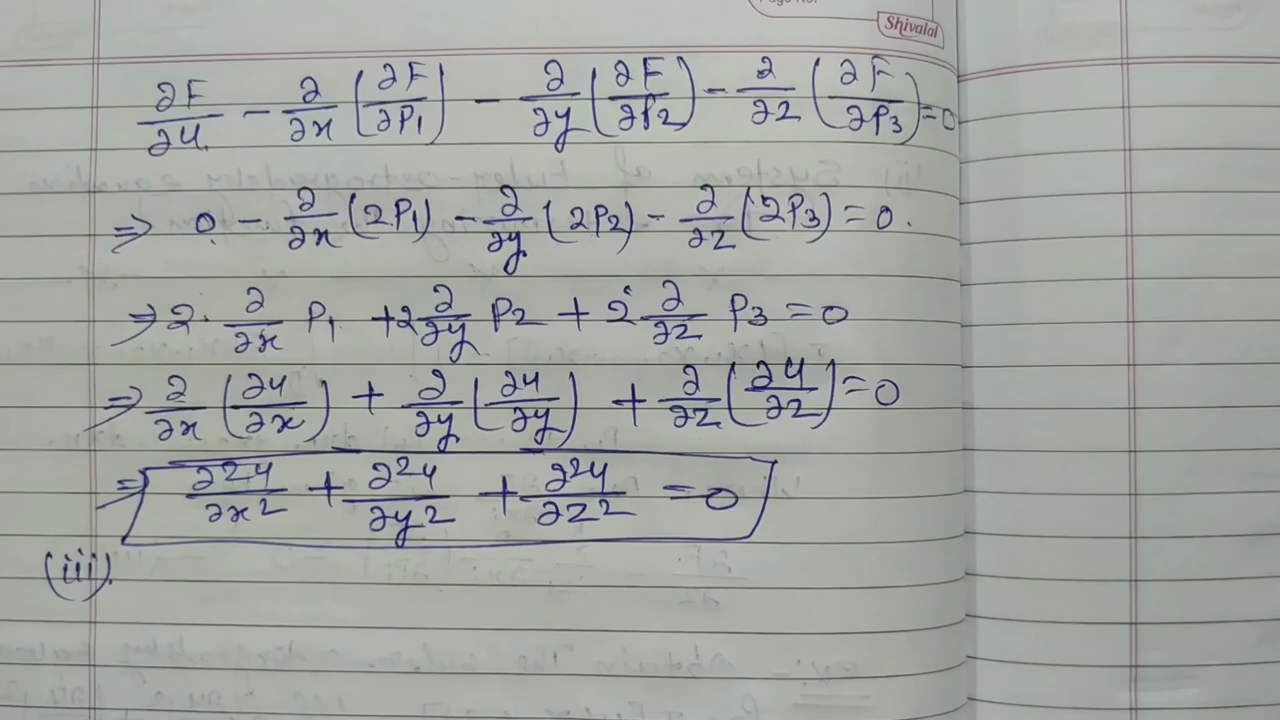 Shivalal
∂F/∂u - ∂/∂x (∂F/∂P₁) - ∂/∂y (∂F/∂P₂) - ∂/∂z (∂F/∂P₃) = 0
⇒ 0 - ∂/∂x (2P₁) - ∂/∂y (2P₂) - ∂/∂z (2P₃) = 0.
⇒ 2. ∂/∂x P₁ + 2 ∂/∂y P₂ + 2 ∂/∂z P₃ = 0
⇒ ∂/∂x (∂u/∂x) + ∂/∂y (∂u/∂y) + ∂/∂z (∂u/∂z) = 0
⇒ ∂²u/∂x² + ∂²u/∂y² + ∂²u/∂z² = 0
(iii).